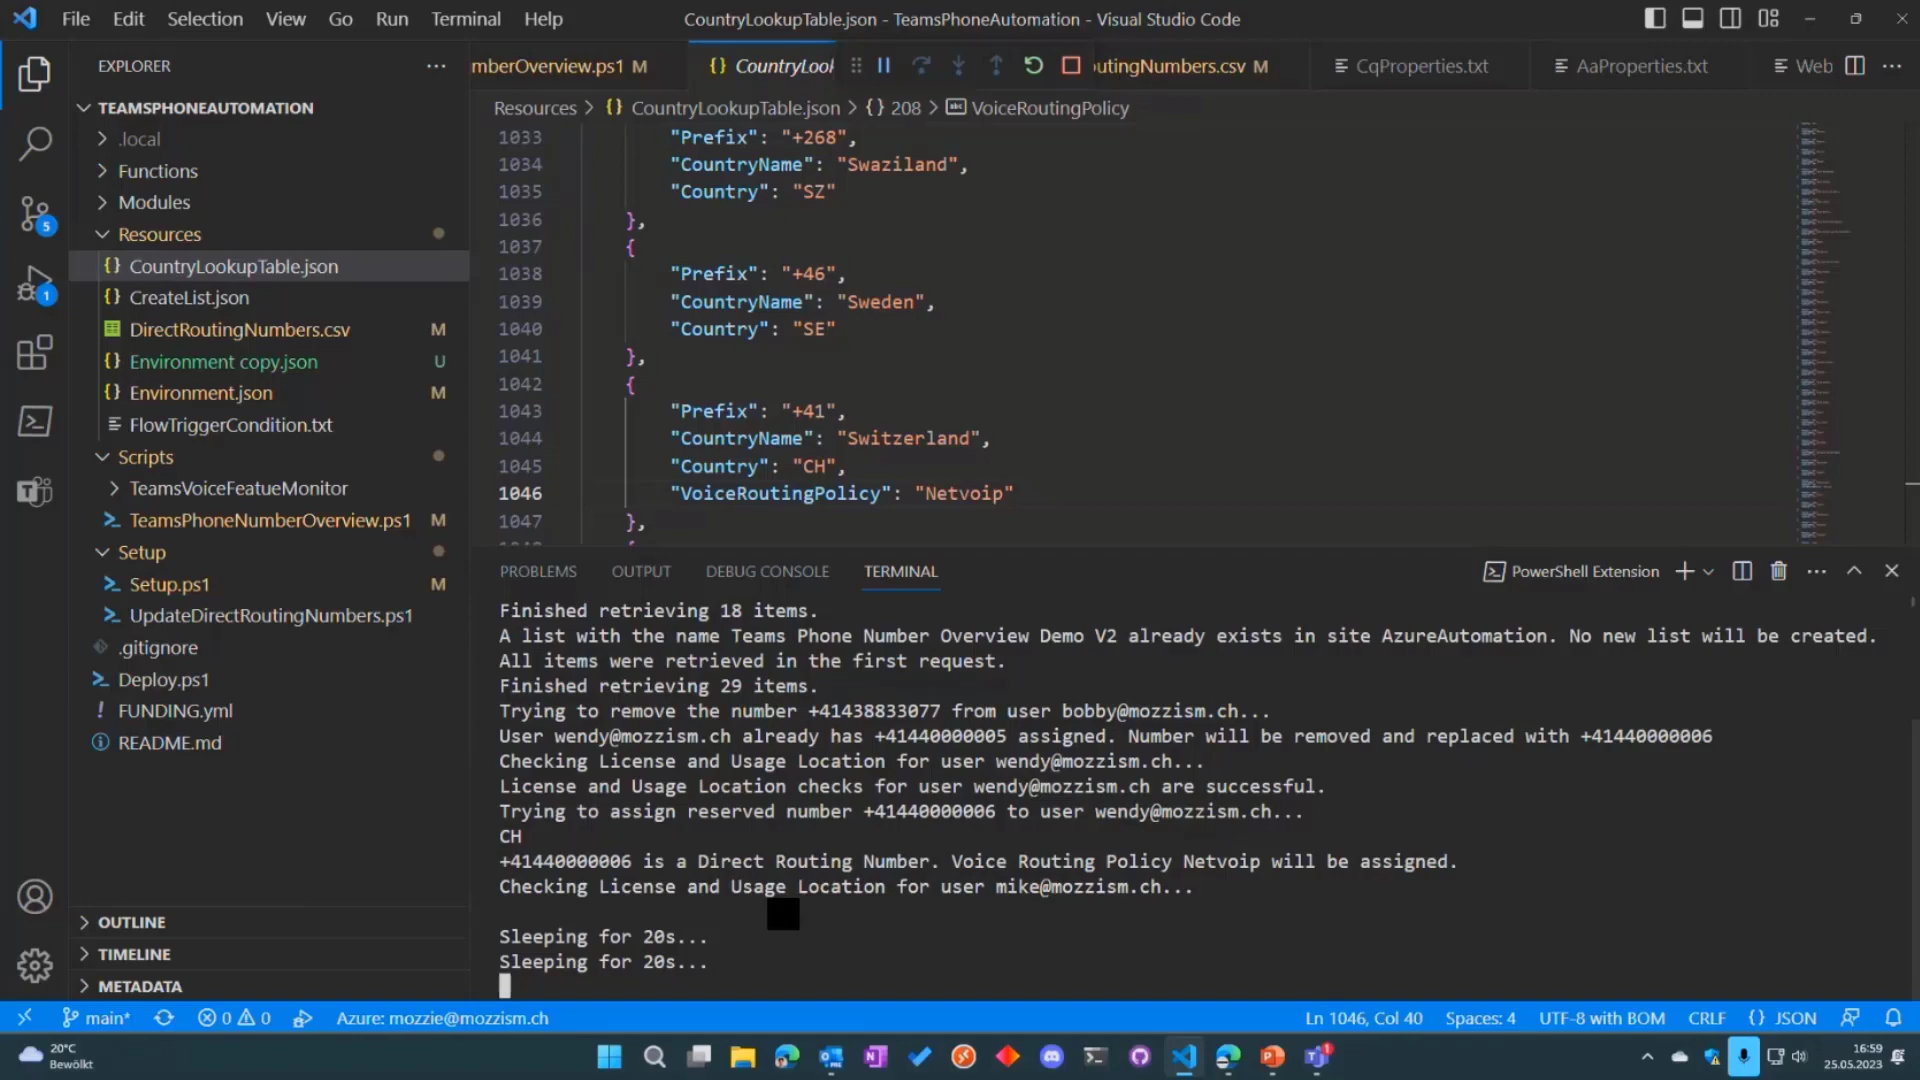 File Edit Selection View Go Run Terminal Help
CountryLookupTable.json - TeamsPhoneAutomation - Visual Studio Code
EXPLORER
mberOverview.ps1 M
{} CountryLool
utingNumbers.csv M
CqProperties.txt
AaProperties.txt
Web
TEAMSPHONEAUTOMATION
Resources > {} CountryLookupTable.json > {} 208 > VoiceRoutingPolicy
.local
Functions
Modules
Resources
{} CountryLookupTable.json
{} CreateList.json
DirectRoutingNumbers.csv M
{} Environment copy.json U
{} Environment.json M
FlowTriggerCondition.txt
Scripts
TeamsVoiceFeatueMonitor
TeamsPhoneNumberOverview.ps1 M
Setup
Setup.ps1 M
UpdateDirectRoutingNumbers.ps1
.gitignore
Deploy.ps1
! FUNDING.yml
README.md
OUTLINE
TIMELINE
METADATA
5
1
1033 "Prefix": "+268",
1034 "CountryName": "Swaziland",
1035 "Country": "SZ"
1036 },
1037 {
1038 "Prefix": "+46",
1039 "CountryName": "Sweden",
1040 "Country": "SE"
1041 },
1042 {
1043 "Prefix": "+41",
1044 "CountryName": "Switzerland",
1045 "Country": "CH",
1046 "VoiceRoutingPolicy": "Netvoip"
1047 },
PROBLEMS OUTPUT DEBUG CONSOLE TERMINAL
PowerShell Extension
Finished retrieving 18 items.
A list with the name Teams Phone Number Overview Demo V2 already exists in site AzureAutomation. No new list will be created.
All items were retrieved in the first request.
Finished retrieving 29 items.
Trying to remove the number +41438833077 from user bobby@mozzism.ch...
User wendy@mozzism.ch already has +41440000005 assigned. Number will be removed and replaced with +41440000006
Checking License and Usage Location for user wendy@mozzism.ch...
License and Usage Location checks for user wendy@mozzism.ch are successful.
Trying to assign reserved number +41440000006 to user wendy@mozzism.ch...
CH
+41440000006 is a Direct Routing Number. Voice Routing Policy Netvoip will be assigned.
Checking License and Usage Location for user mike@mozzism.ch...
Sleeping for 20s...
Sleeping for 20s...
main* 0 0 Azure: mozzie@mozzism.ch
Ln 1046, Col 40 Spaces: 4 UTF-8 with BOM CRLF {} JSON
20°C
Bewölkt
16:59
25.05.2023